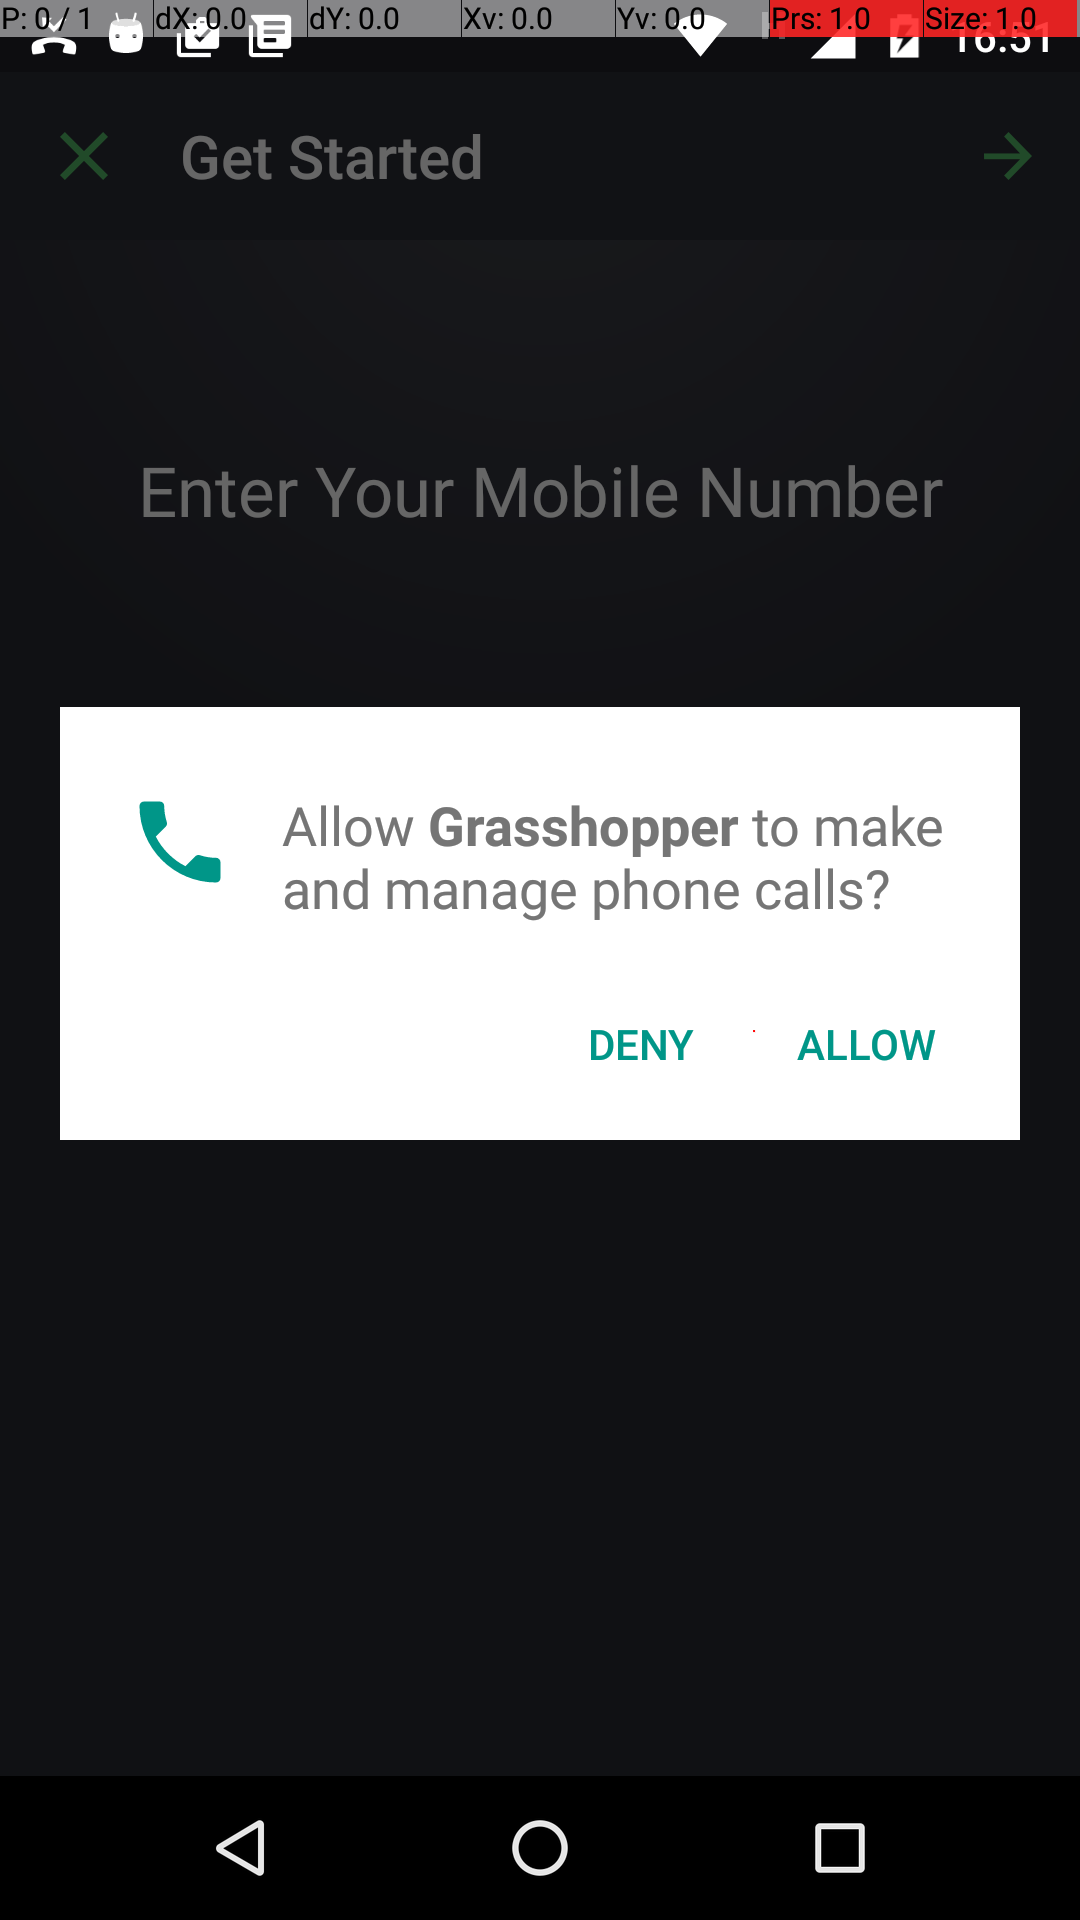 P: 0 / 1 dX: 0.0 dY: 0.0 Xv: 0.0 Yv: 0.0 Prs: 1.0 Size: 1.0
16:51
Get Started
Enter Your Mobile Number
Allow Grasshopper to make
and manage phone calls?
DENY ALLOW